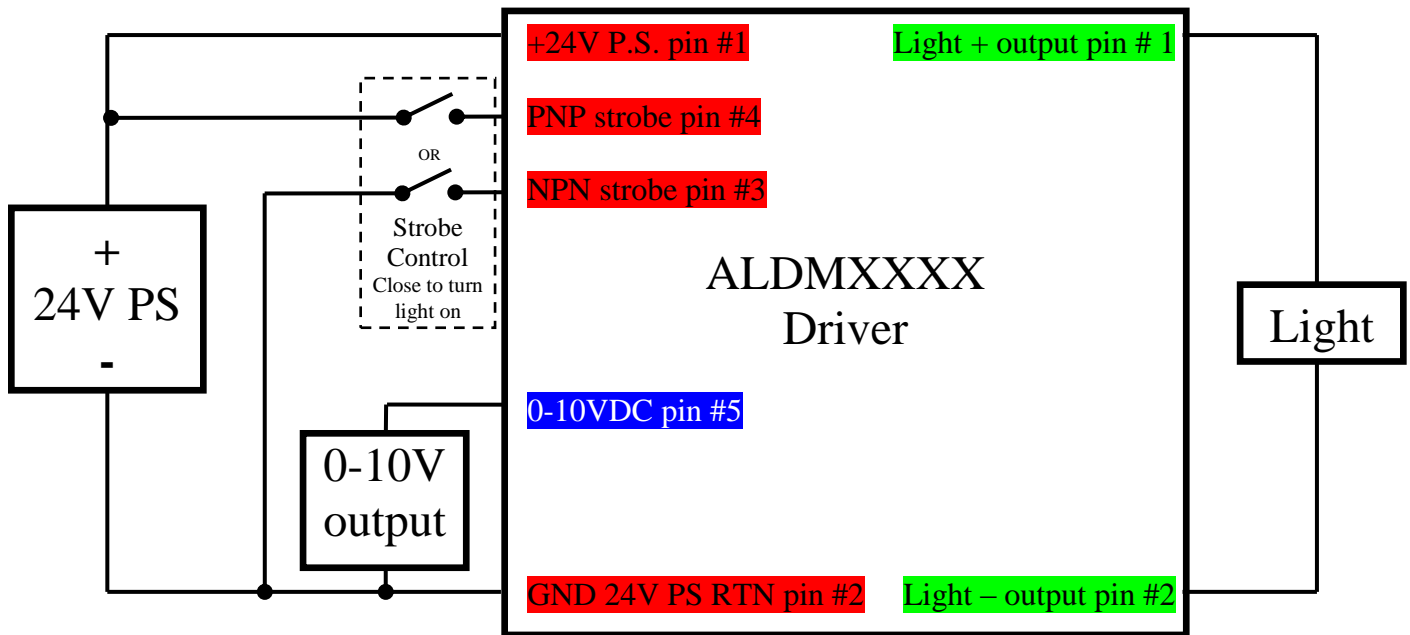 +24V P.S. pin #1
Light + output pin # 1
PNP strobe pin #4
OR
NPN strobe pin #3
Strobe
Control
Close to turn
light on
+
24V PS
-
ALDMXXXX
Driver
Light
0-10VDC pin #5
0-10V
output
GND 24V PS RTN pin #2
Light – output pin #2